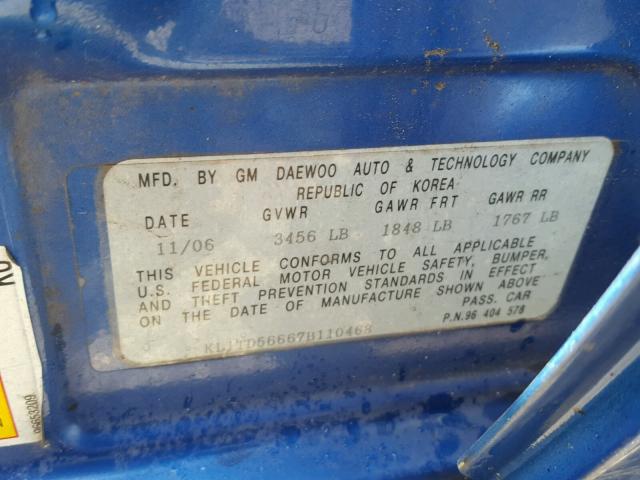 MFD. BY GM DAEWOO AUTO & TECHNOLOGY COMPANY
REPUBLIC OF KOREA
DATE GVWR GAWR FRT GAWR RR
11/06 3456 LB 1848 LB 1767 LB
THIS VEHICLE CONFORMS TO ALL APPLICABLE
U.S. FEDERAL MOTOR VEHICLE SAFETY, BUMPER,
AND THEFT PREVENTION STANDARDS IN EFFECT
ON THE DATE OF MANUFACTURE SHOWN ABOVE
PASS. CAR
P.N.96 404 578
KL1TD56667B110468